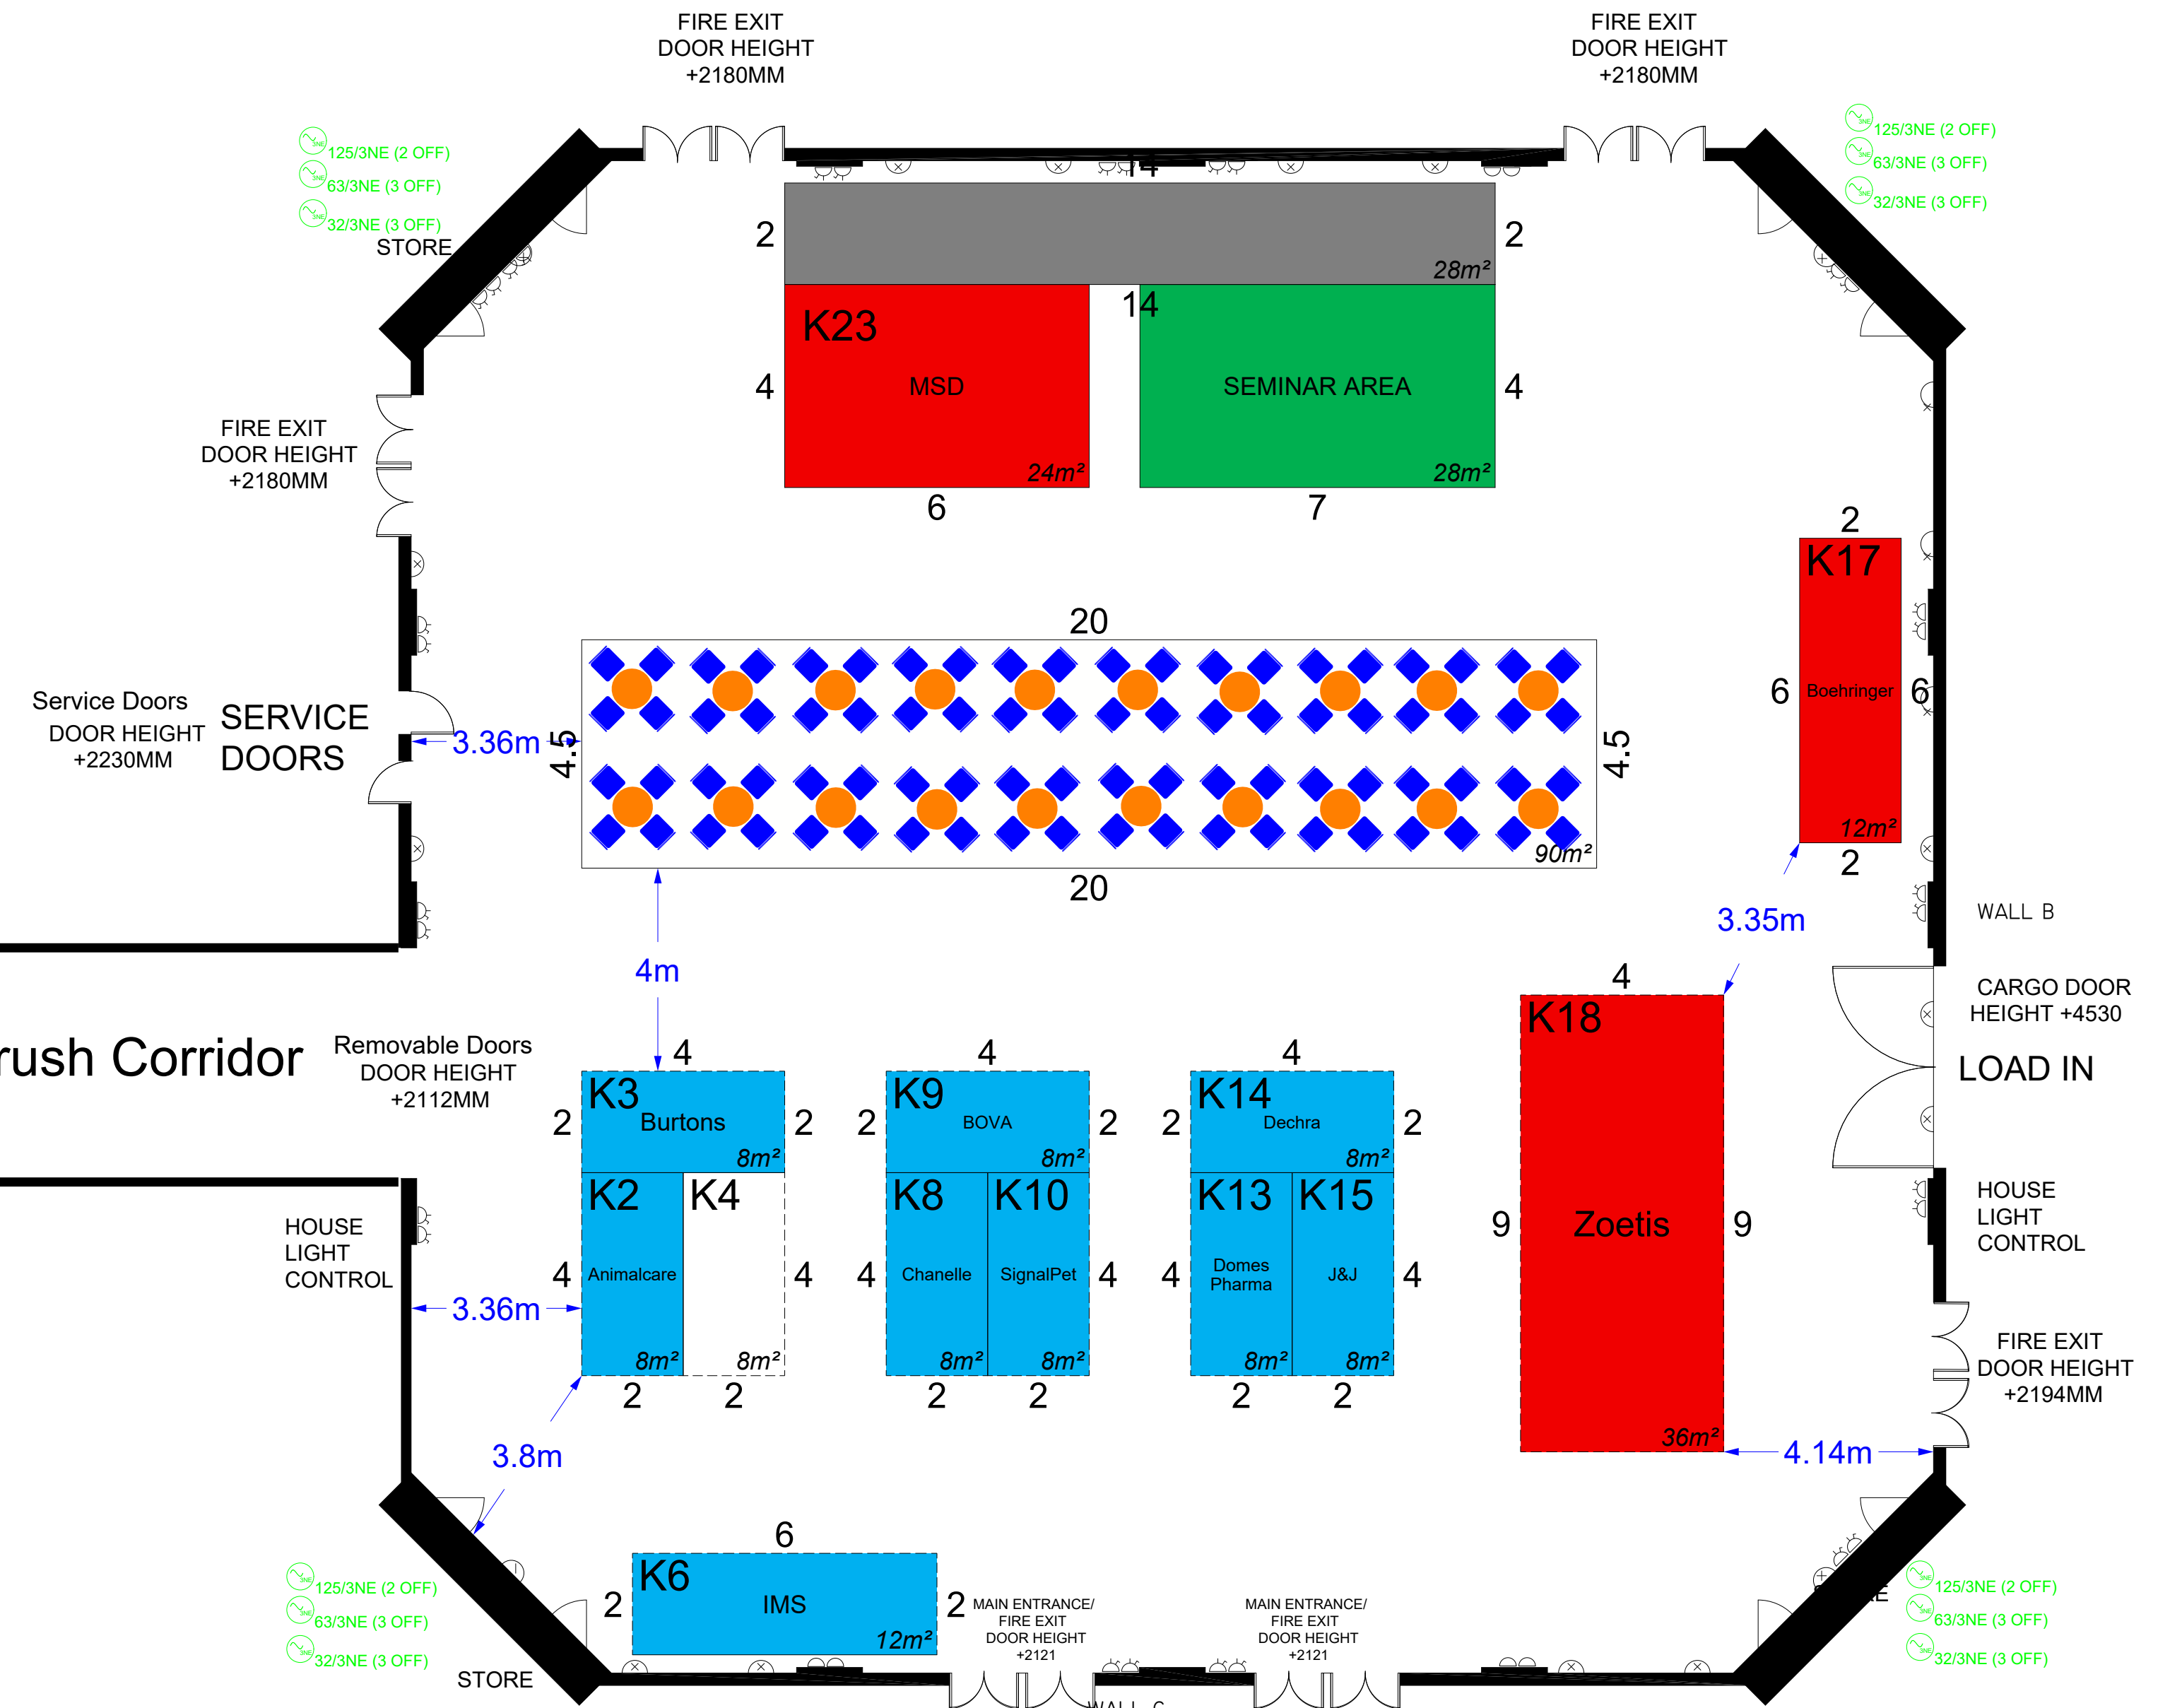 FIRE EXIT
DOOR HEIGHT
+2180MM
FIRE EXIT
DOOR HEIGHT
+2180MM
125/3NE (2 OFF)
63/3NE (3 OFF)
32/3NE (3 OFF)
STORE
125/3NE (2 OFF)
63/3NE (3 OFF)
32/3NE (3 OFF)
14
2
2
28m²
14
K23
MSD
4
24m²
6
SEMINAR AREA
4
28m²
7
FIRE EXIT
DOOR HEIGHT
+2180MM
2
K17
6
Boehringer
6
12m²
2
20
Service Doors
DOOR HEIGHT
+2230MM
SERVICE
DOORS
3.36m
4.5
4.5
90m²
20
4m
3.35m
WALL B
CARGO DOOR
HEIGHT +4530
LOAD IN
rush Corridor
Removable Doors
DOOR HEIGHT
+2112MM
4
K3
2
Burtons
2
8m²
K2
K4
4
Animalcare
4
8m²
8m²
2
2
4
K9
2
BOVA
2
8m²
K8
K10
4
Chanelle
SignalPet
4
8m²
8m²
2
2
4
K14
2
Dechra
2
8m²
K13
K15
4
Domes
Pharma
J&J
4
8m²
8m²
2
2
4
K18
9
Zoetis
9
36m²
HOUSE
LIGHT
CONTROL
HOUSE
LIGHT
CONTROL
3.36m
3.8m
FIRE EXIT
DOOR HEIGHT
+2194MM
4.14m
6
K6
2
IMS
2
12m²
MAIN ENTRANCE/
FIRE EXIT
DOOR HEIGHT
+2121
MAIN ENTRANCE/
FIRE EXIT
DOOR HEIGHT
+2121
125/3NE (2 OFF)
63/3NE (3 OFF)
32/3NE (3 OFF)
STORE
125/3NE (2 OFF)
63/3NE (3 OFF)
32/3NE (3 OFF)